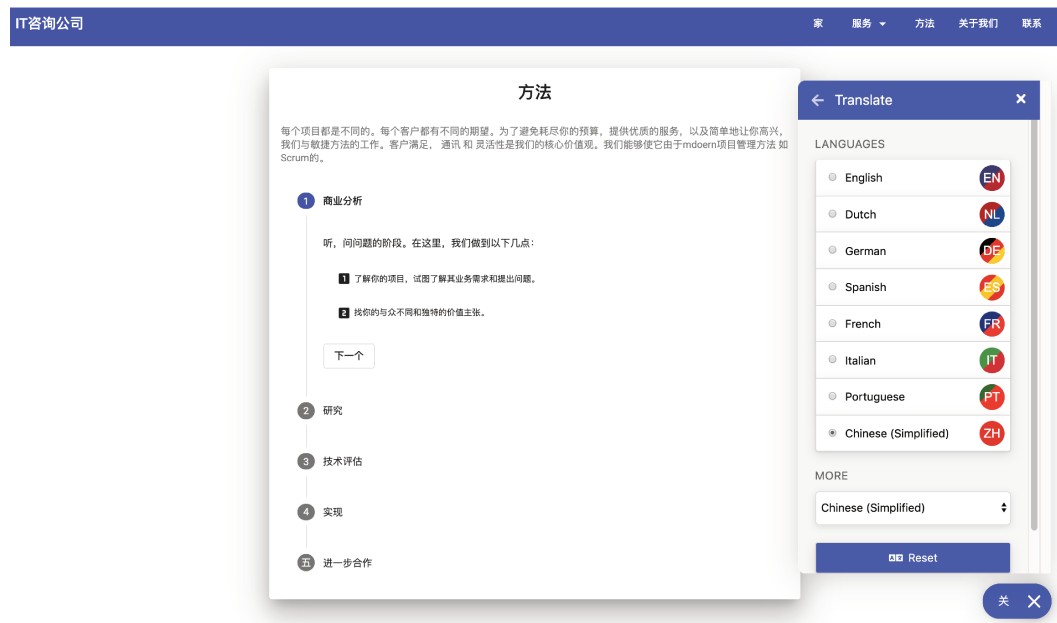 IT咨询公司
家 服务 方法 关于我们 联系
方法
每个项目都是不同的。每个客户都有不同的期望。为了避免耗尽你的预算，提供优质的服务，以及简单地让你高兴，
我们与敏捷方法的工作。客户满足， 通讯 和 灵活性是我们的核心价值观。我们能够使它由于mdoern项目管理方法 如
Scrum的。
1 商业分析
听，问问题的阶段。在这里，我们做到以下几点：
1 了解你的项目，试图了解其业务需求和提出问题。
2 找你的与众不同和独特的价值主张。
下一个
2 研究
3 技术评估
4 实现
五 进一步合作
Translate
LANGUAGES
English EN
Dutch NL
German DE
Spanish ES
French FR
Italian IT
Portuguese PT
Chinese (Simplified) ZH
MORE
Chinese (Simplified)
Reset
关